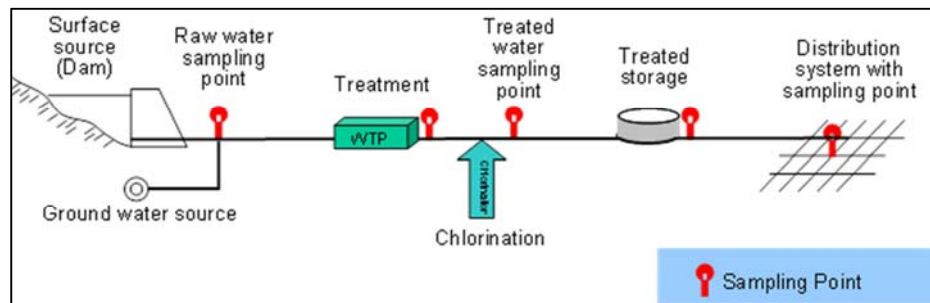 Surface
source
(Dam)
Raw water
sampling
point
Treatment
Treated
water
sampling
point
Treated
storage
Distribution
system with
sampling point
WTP
Chlorination
Ground water source
Chlorination
Sampling Point